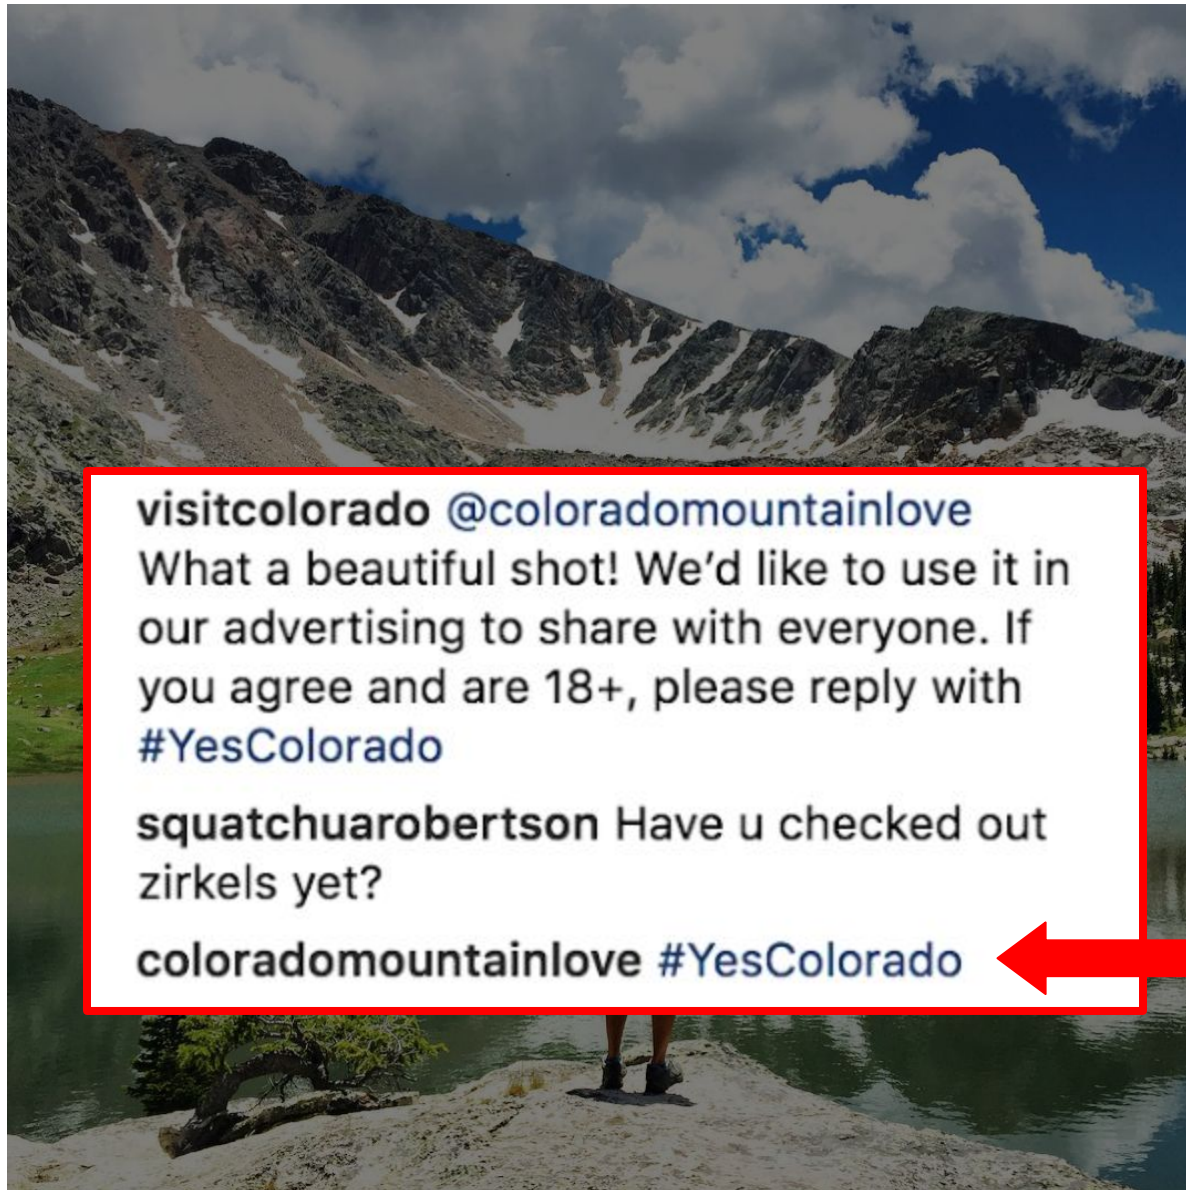 visitcolorado @coloradomountainlove
What a beautiful shot! We’d like to use it in
our advertising to share with everyone. If
you agree and are 18+, please reply with
#YesColorado
squatchuarobertson Have u checked out
zirkels yet?
coloradomountainlove #YesColorado